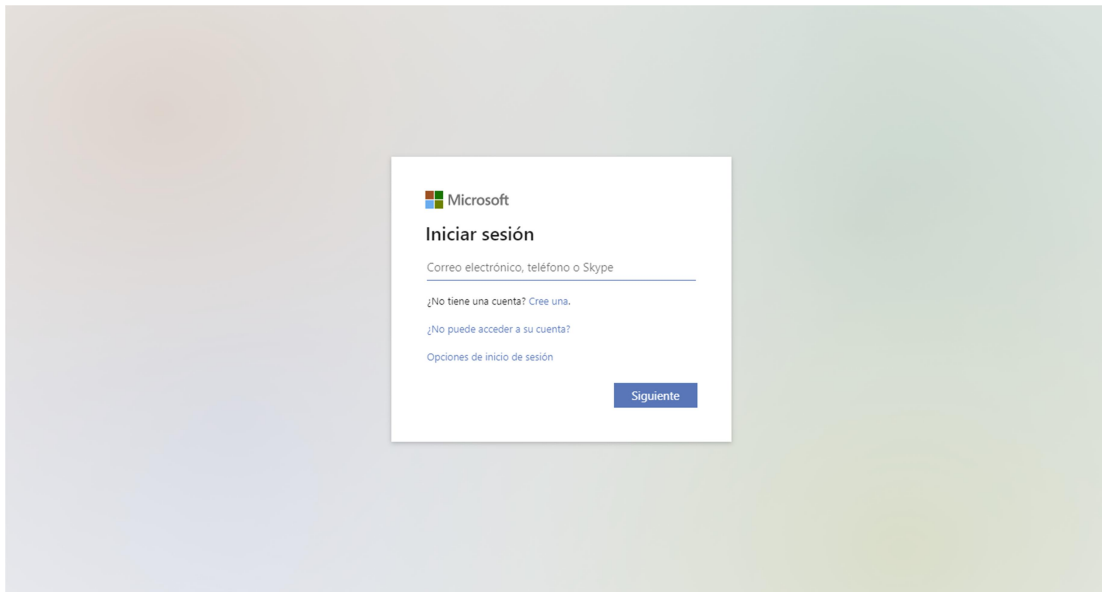 Microsoft
Iniciar sesión
Correo electrónico, teléfono o Skype
¿No tiene una cuenta? Cree una.
¿No puede acceder a su cuenta?
Opciones de inicio de sesión
Siguiente